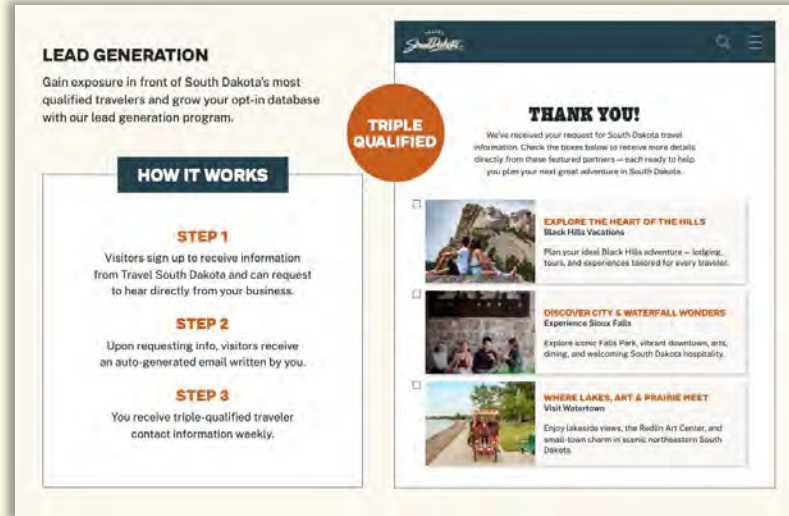 LEAD GENERATION
Gain exposure in front of South Dakota's most
qualified travelers and grow your opt-in database
with our lead generation program.
HOW IT WORKS
STEP 1
Visitors sign up to receive information
from Travel South Dakota and can request
to hear directly from your business.
STEP 2
Upon requesting info, visitors receive
an auto-generated email written by you.
STEP 3
You receive triple-qualified traveler
contact information weekly.
TRIPLE
QUALIFIED
TRAVEL
South Dakota
THANK YOU!
We've received your request for South Dakota travel
information. Check the boxes below to receive more details
directly from these featured partners — each ready to help
you plan your next great adventure in South Dakota.
EXPLORE THE HEART OF THE HILLS
Black Hills Vacations
Plan your ideal Black Hills adventure — lodging,
tours, and experiences tailored for every traveler.
DISCOVER CITY & WATERFALL WONDERS
Experience Sioux Falls
Explore iconic Falls Park, vibrant downtown, arts,
dining, and welcoming South Dakota hospitality.
WHERE LAKES, ART & PRAIRIE MEET
Visit Watertown
Enjoy lakeside views, the Redlin Art Center, and
small-town charm in scenic northeastern South
Dakota.